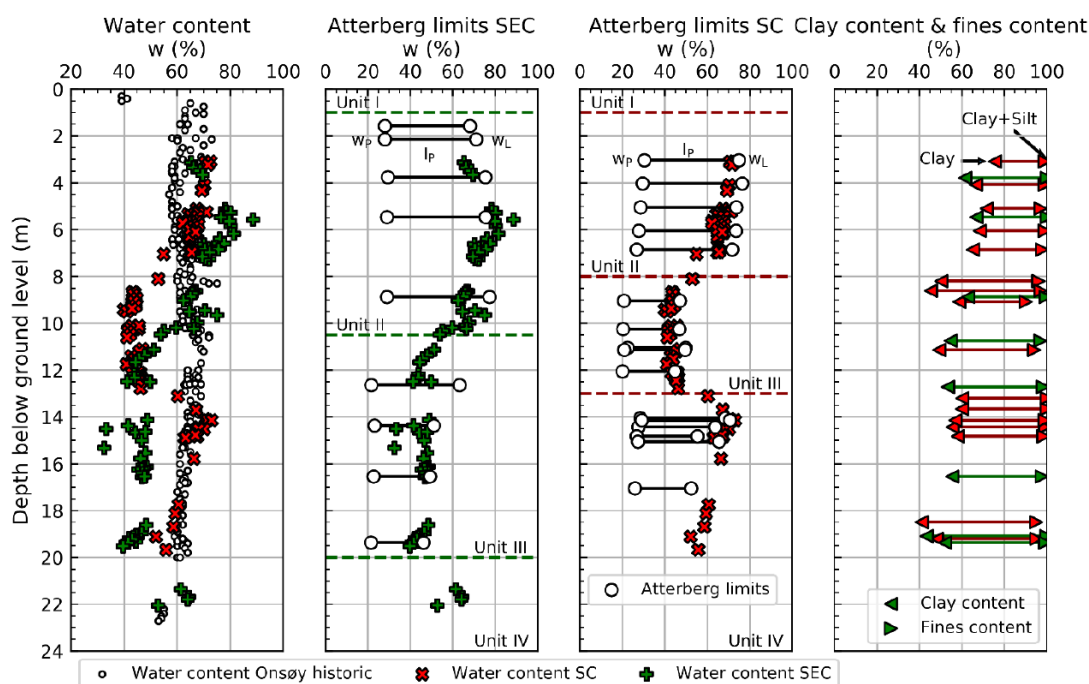 Water content
w (%)
Atterberg limits SEC
w (%)
Atterberg limits SC
w (%)
Clay content & fines content
(%)
20 40 60 80 100
0 20 40 60 80 100
0 20 40 60 80 100
0 20 40 60 80 100
Depth below ground level (m)
0
2
4
6
8
10
12
14
16
18
20
22
24
Unit I
wP
IP
wL
Unit II
Unit III
Unit IV
Unit I
wP
IP
wL
Unit II
Unit III
Atterberg limits
Unit IV
Clay+Silt
Clay
Clay content
Fines content
Water content Onsøy historic
Water content SC
Water content SEC